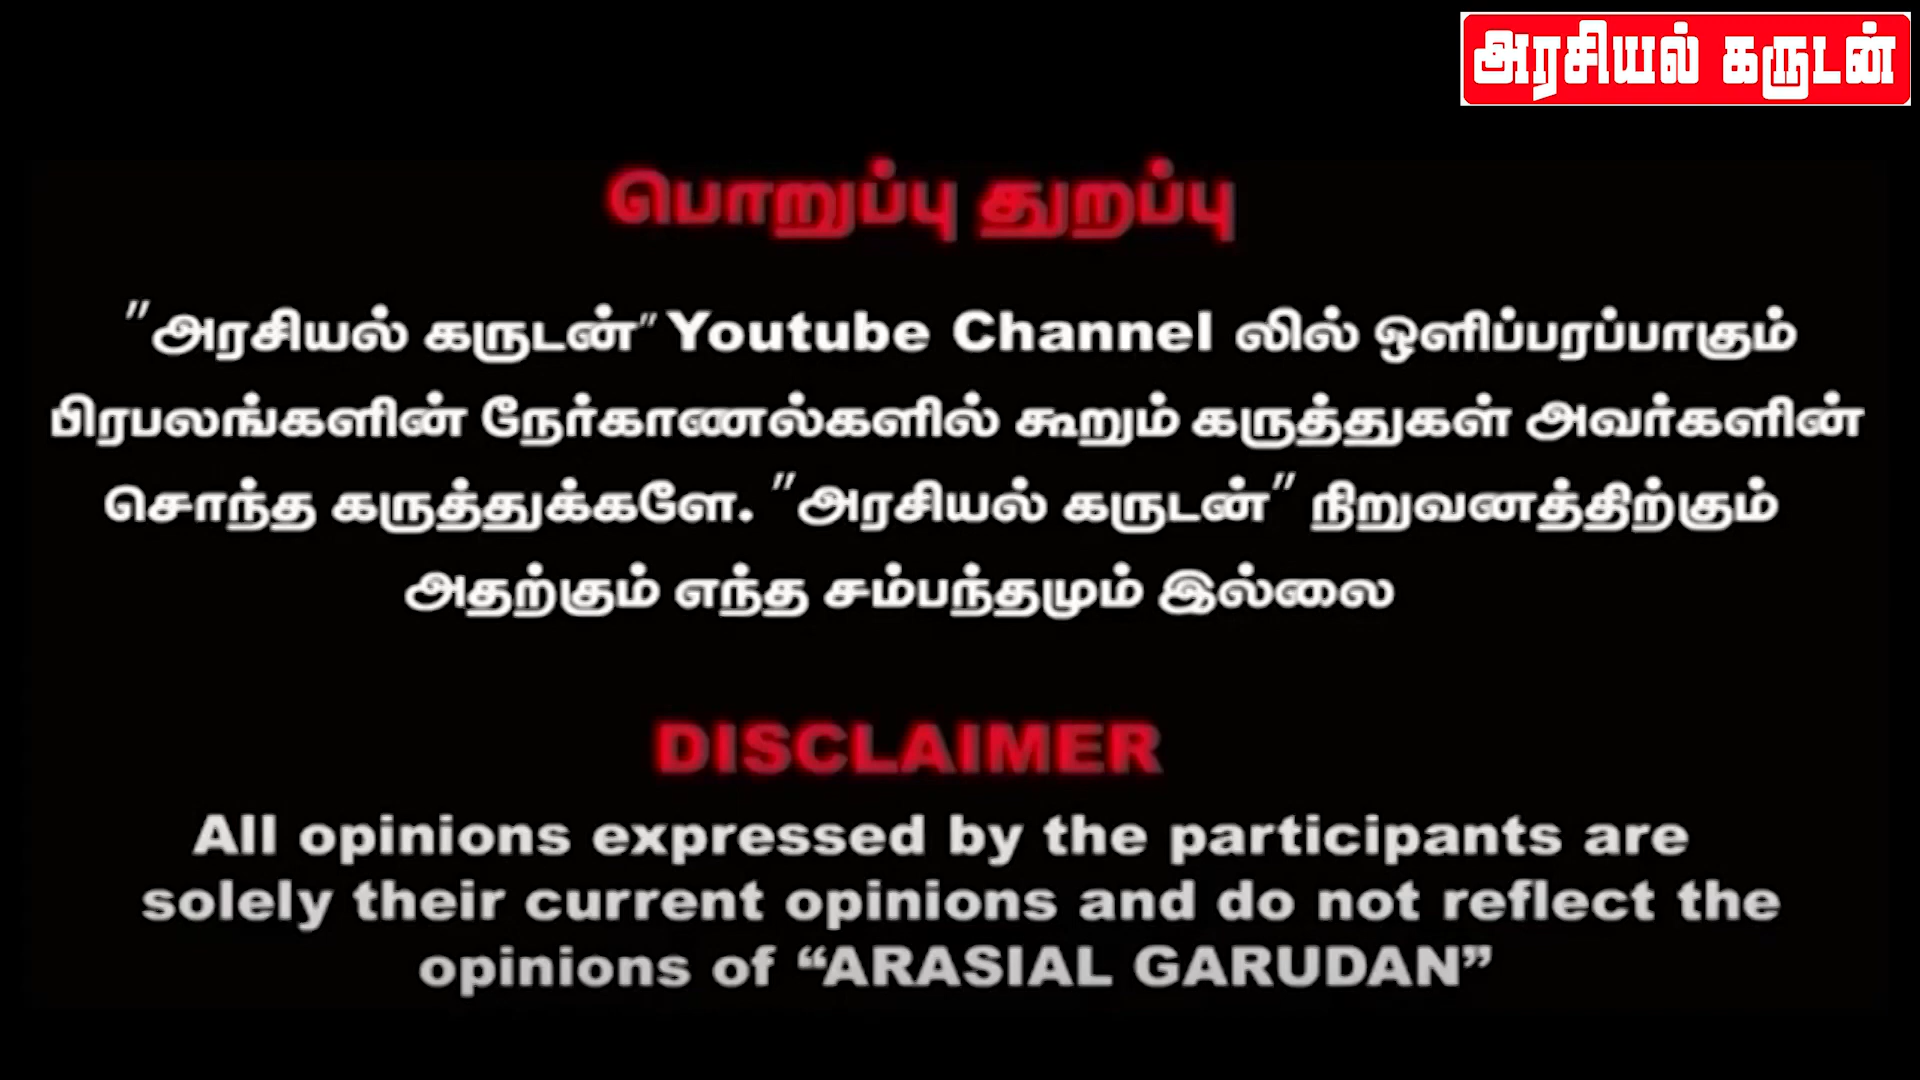 அரசியல் கருடன்
பொறுப்பு துறப்பு
"அரசியல் கருடன்" Youtube Channel லில் ஒளிப்பரப்பாகும்
பிரபலங்களின் நேர்காணல்களில் கூறும் கருத்துகள் அவர்களின்
சொந்த கருத்துக்களே. "அரசியல் கருடன்" நிறுவனத்திற்கும்
அதற்கும் எந்த சம்பந்தமும் இல்லை
DISCLAIMER
All opinions expressed by the participants are
solely their current opinions and do not reflect the
opinions of “ARASIAL GARUDAN”